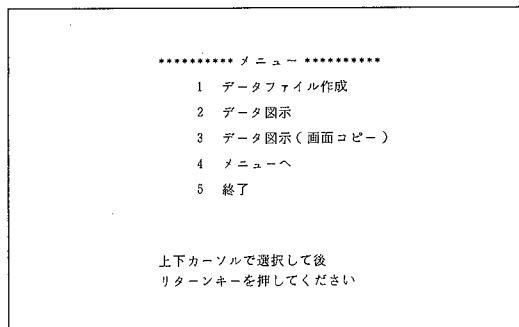 ********** メニュー **********
1 データファイル作成
2 データ図示
3 データ図示(画面コピー)
4 メニューへ
5 終了
上下カーソルで選択して後
リターンキーを押してください